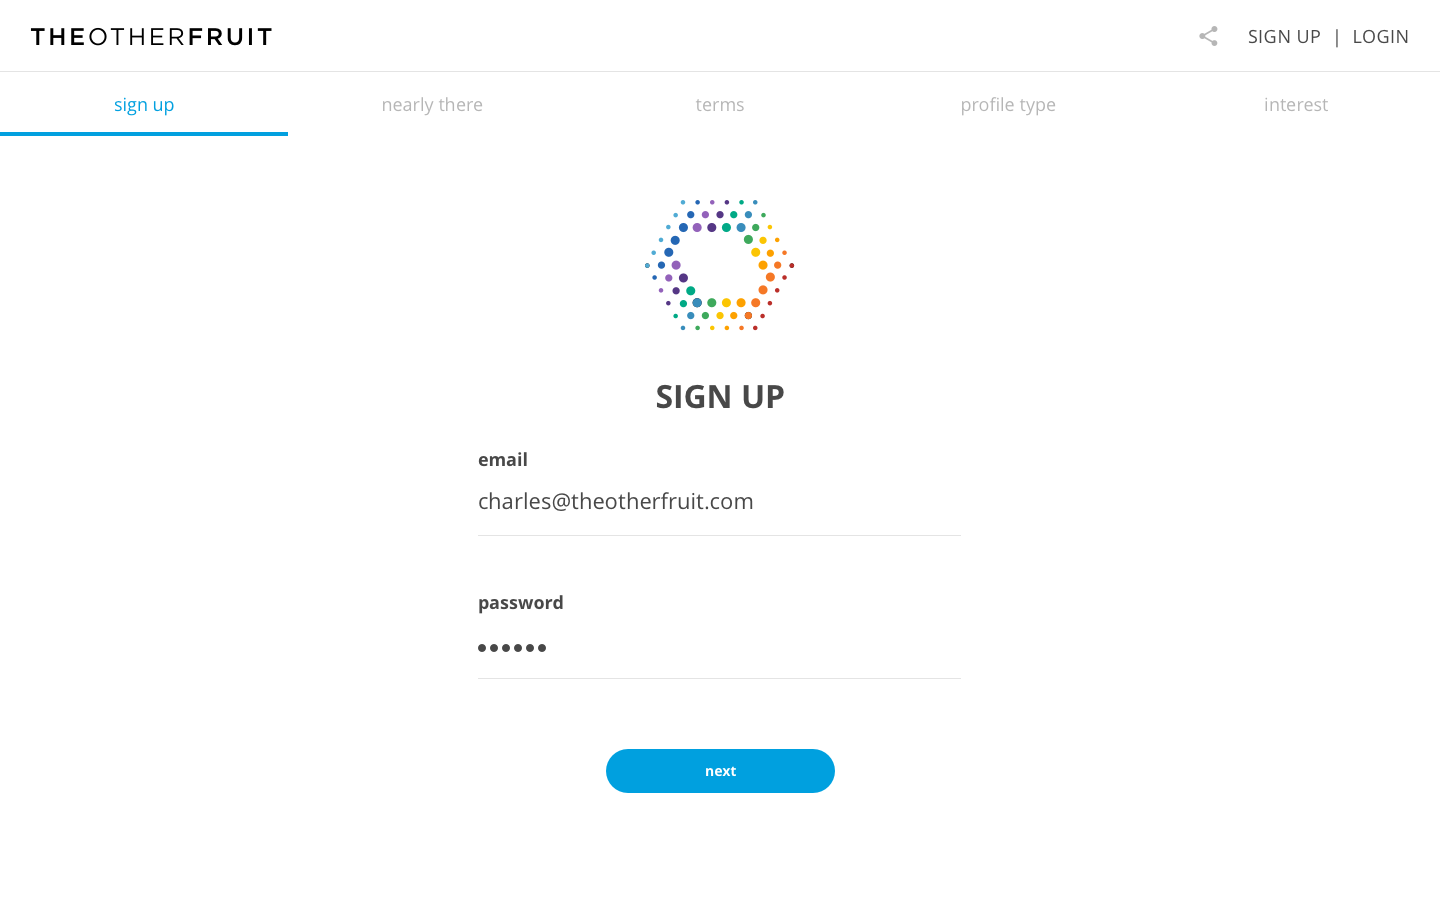 THEOTHERFRUIT
SIGN UP | LOGIN
sign up
nearly there
terms
profile type
interest
SIGN UP
email
charles@theotherfruit.com
password
••••••
next